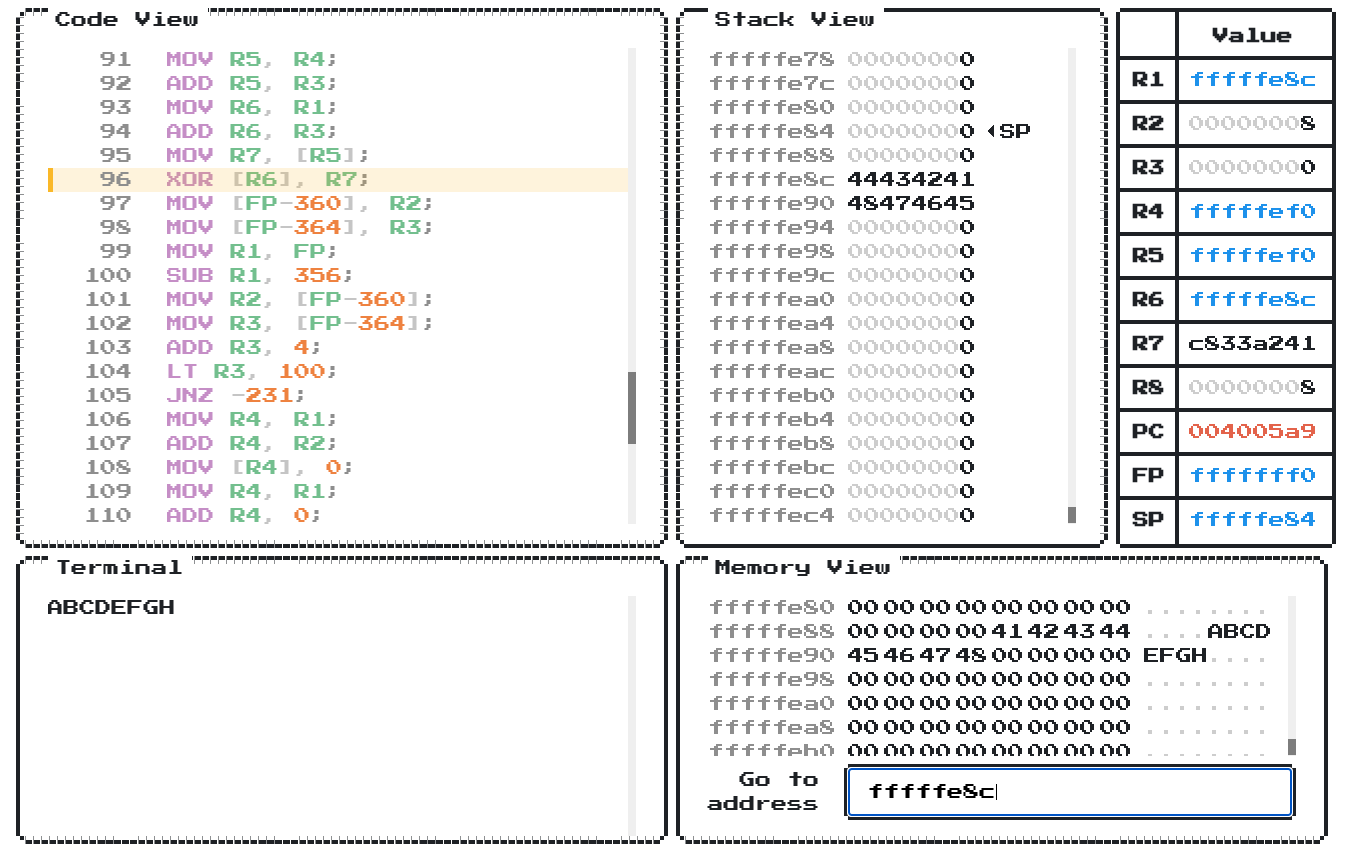 Code View
91 MOV R5, R4;
92 ADD R5, R3;
93 MOV R6, R1;
94 ADD R6, R3;
95 MOV R7, [R5];
96 XOR [R6], R7;
97 MOV [FP-360], R2;
98 MOV [FP-364], R3;
99 MOV R1, FP;
100 SUB R1, 356;
101 MOV R2, [FP-360];
102 MOV R3, [FP-364];
103 ADD R3, 4;
104 LT R3, 100;
105 JNZ -231;
106 MOV R4, R1;
107 ADD R4, R2;
108 MOV [R4], 0;
109 MOV R4, R1;
110 ADD R4, 0;
Stack View
fffffe78 00000000
fffffe7c 00000000
fffffe80 00000000
fffffe84 00000000 ◂SP
fffffe88 00000000
fffffe8c 44434241
fffffe90 48474645
fffffe94 00000000
fffffe98 00000000
fffffe9c 00000000
fffffea0 00000000
fffffea4 00000000
fffffea8 00000000
fffffeac 00000000
fffffeb0 00000000
fffffeb4 00000000
fffffeb8 00000000
fffffebc 00000000
fffffec0 00000000
fffffec4 00000000
Value
R1 fffffe8c
R2 00000008
R3 00000000
R4 fffffef0
R5 fffffef0
R6 fffffe8c
R7 c833a241
R8 00000008
PC 004005a9
FP fffffff0
SP fffffe84
Terminal
ABCDEFGH
Memory View
fffffe80 00 00 00 00 00 00 00 00 ........
fffffe88 00 00 00 00 41 42 43 44 ....ABCD
fffffe90 45 46 47 48 00 00 00 00 EFGH....
fffffe98 00 00 00 00 00 00 00 00 ........
fffffea0 00 00 00 00 00 00 00 00 ........
fffffea8 00 00 00 00 00 00 00 00 ........
fffffeb0 00 00 00 00 00 00 00 00 ........
Go to
address
fffffe8c